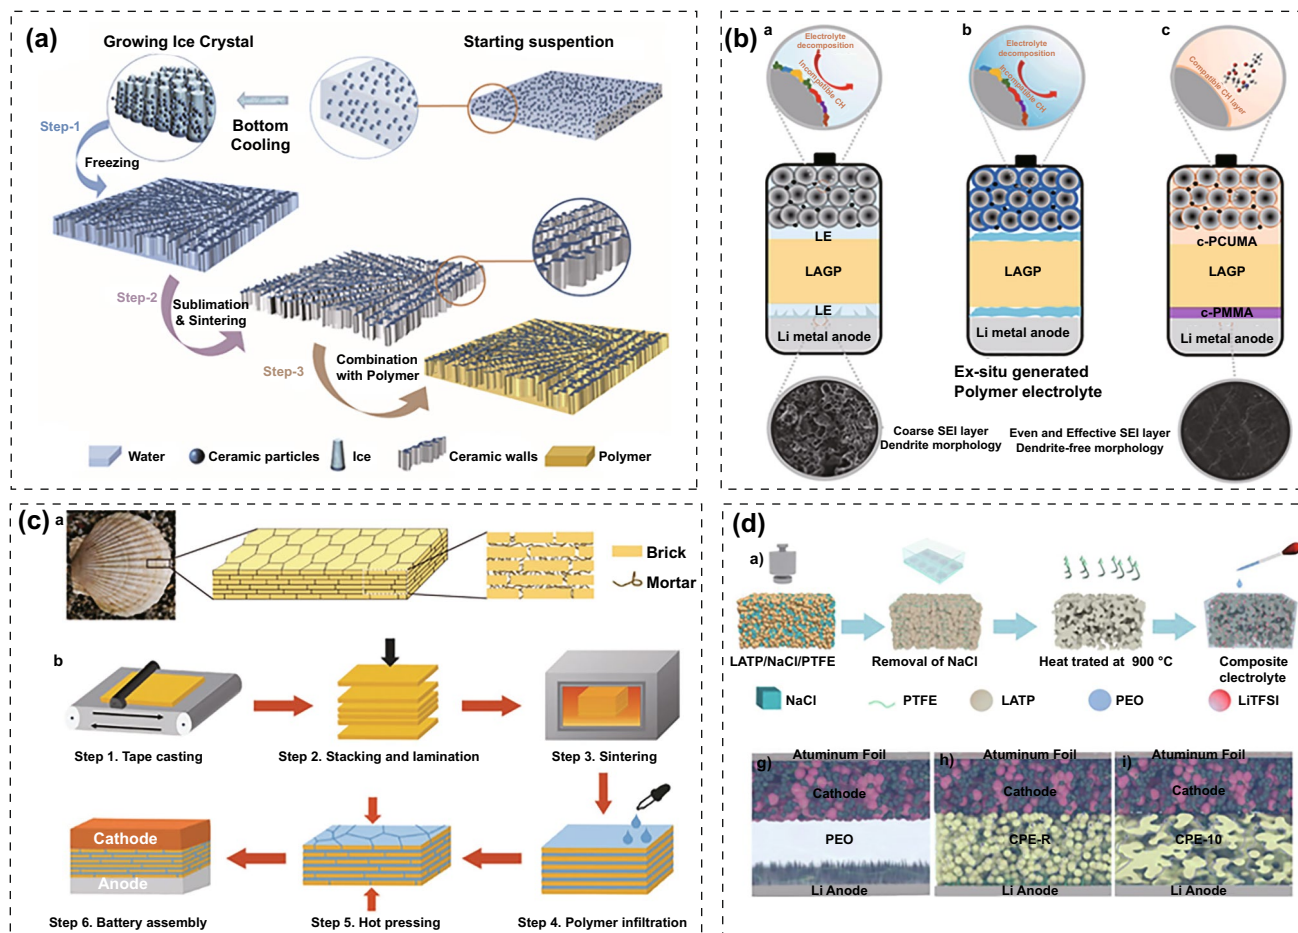 (a)
Growing Ice Crystal
Starting suspention
Step-1
Bottom
Cooling
Freezing
Step-2
Sublimation
& Sintering
Step-3
Combination
with Polymer
Water
Ceramic particles
Ice
Ceramic walls
Polymer
(b)
a
Electrolyte
decomposition
Incompatible CH
b
Electrolyte
decomposition
Incompatible CH
c
Compatible CH layer
LE
LAGP
LE
Li metal anode
LAGP
Li metal anode
c-PCUMA
LAGP
c-PMMA
Li metal anode
Ex-situ generated
Polymer electrolyte
Coarse SEI layer
Dendrite morphology
Even and Effective SEI layer
Dendrite-free morphology
(c)
a
Brick
Mortar
b
Step 1. Tape casting
Step 2. Stacking and lamination
Step 3. Sintering
Cathode
Anode
Step 6. Battery assembly
Step 5. Hot pressing
Step 4. Polymer infiltration
(d)
a)
LATP/NaCl/PTFE
Removal of NaCl
Heat trated at 900 °C
Composite
clectrolyte
NaCl
PTFE
LATP
PEO
LiTFSI
g)
Atuminum Foil
Cathode
PEO
Li Anode
h)
Atuminum Foil
Cathode
CPE-R
Li Anode
i)
Atuminum Foil
Cathode
CPE-10
Li Anode